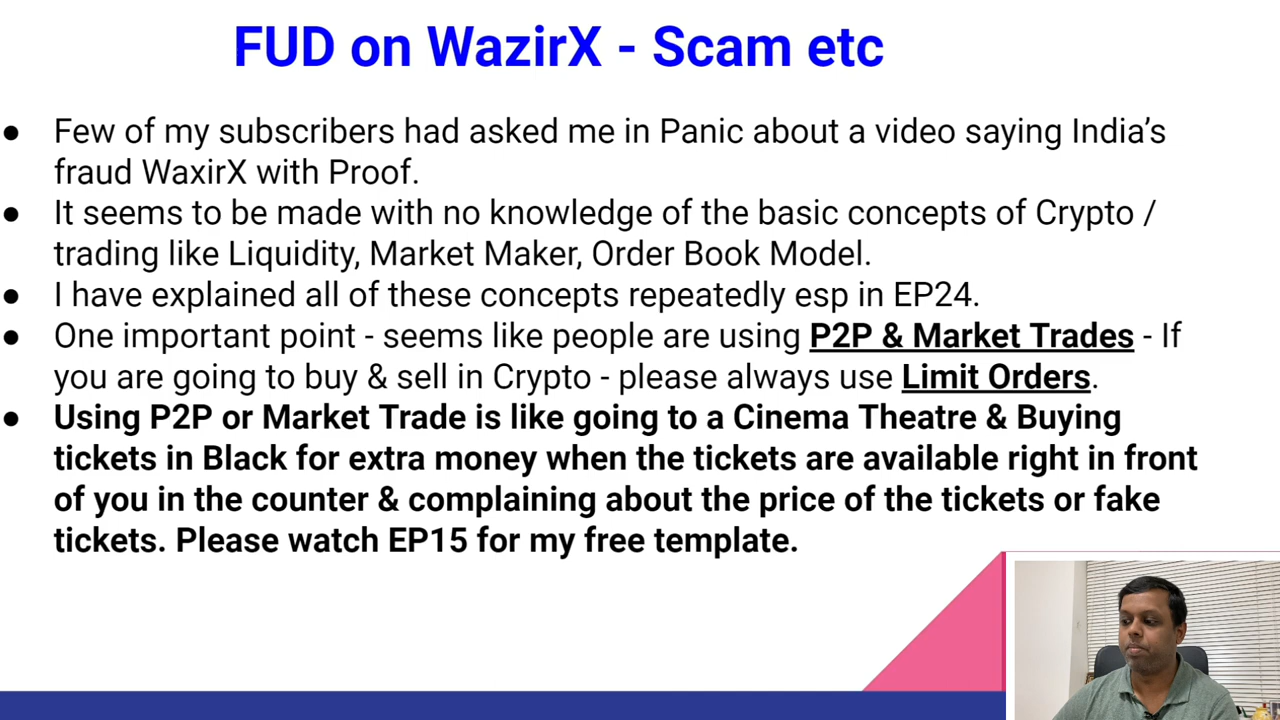 FUD on WazirX - Scam etc
● Few of my subscribers had asked me in Panic about a video saying India's
fraud WaxirX with Proof.
● It seems to be made with no knowledge of the basic concepts of Crypto /
trading like Liquidity, Market Maker, Order Book Model.
● I have explained all of these concepts repeatedly esp in EP24.
● One important point - seems like people are using P2P & Market Trades - If
you are going to buy & sell in Crypto - please always use Limit Orders.
● Using P2P or Market Trade is like going to a Cinema Theatre & Buying
tickets in Black for extra money when the tickets are available right in front
of you in the counter & complaining about the price of the tickets or fake
tickets. Please watch EP15 for my free template.